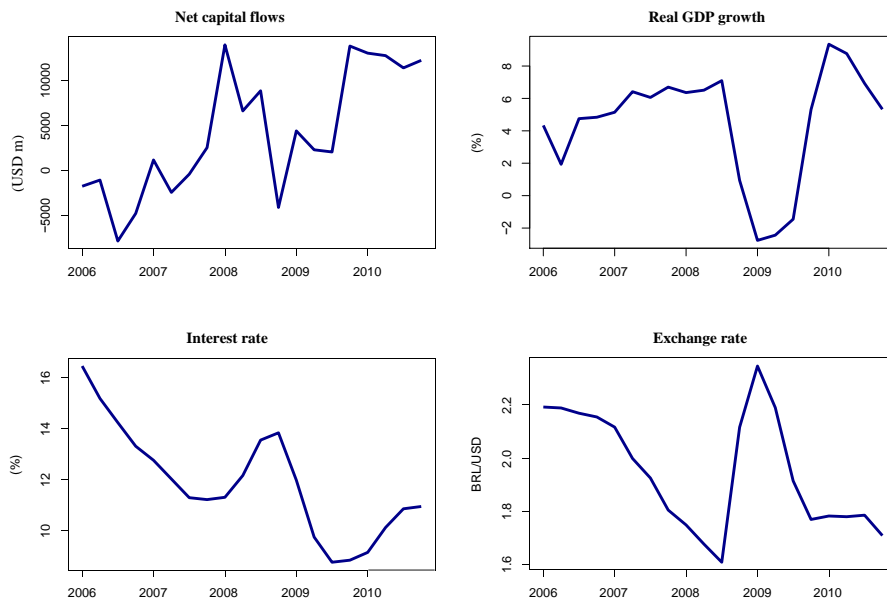 Net capital flows
(USD m)
10000
5000
0
−5000
2006 2007 2008 2009 2010
Real GDP growth
(%)
8
6
4
2
0
−2
2006 2007 2008 2009 2010
Interest rate
(%)
16
14
12
10
2006 2007 2008 2009 2010
Exchange rate
BRL/USD
2.2
2.0
1.8
1.6
2006 2007 2008 2009 2010